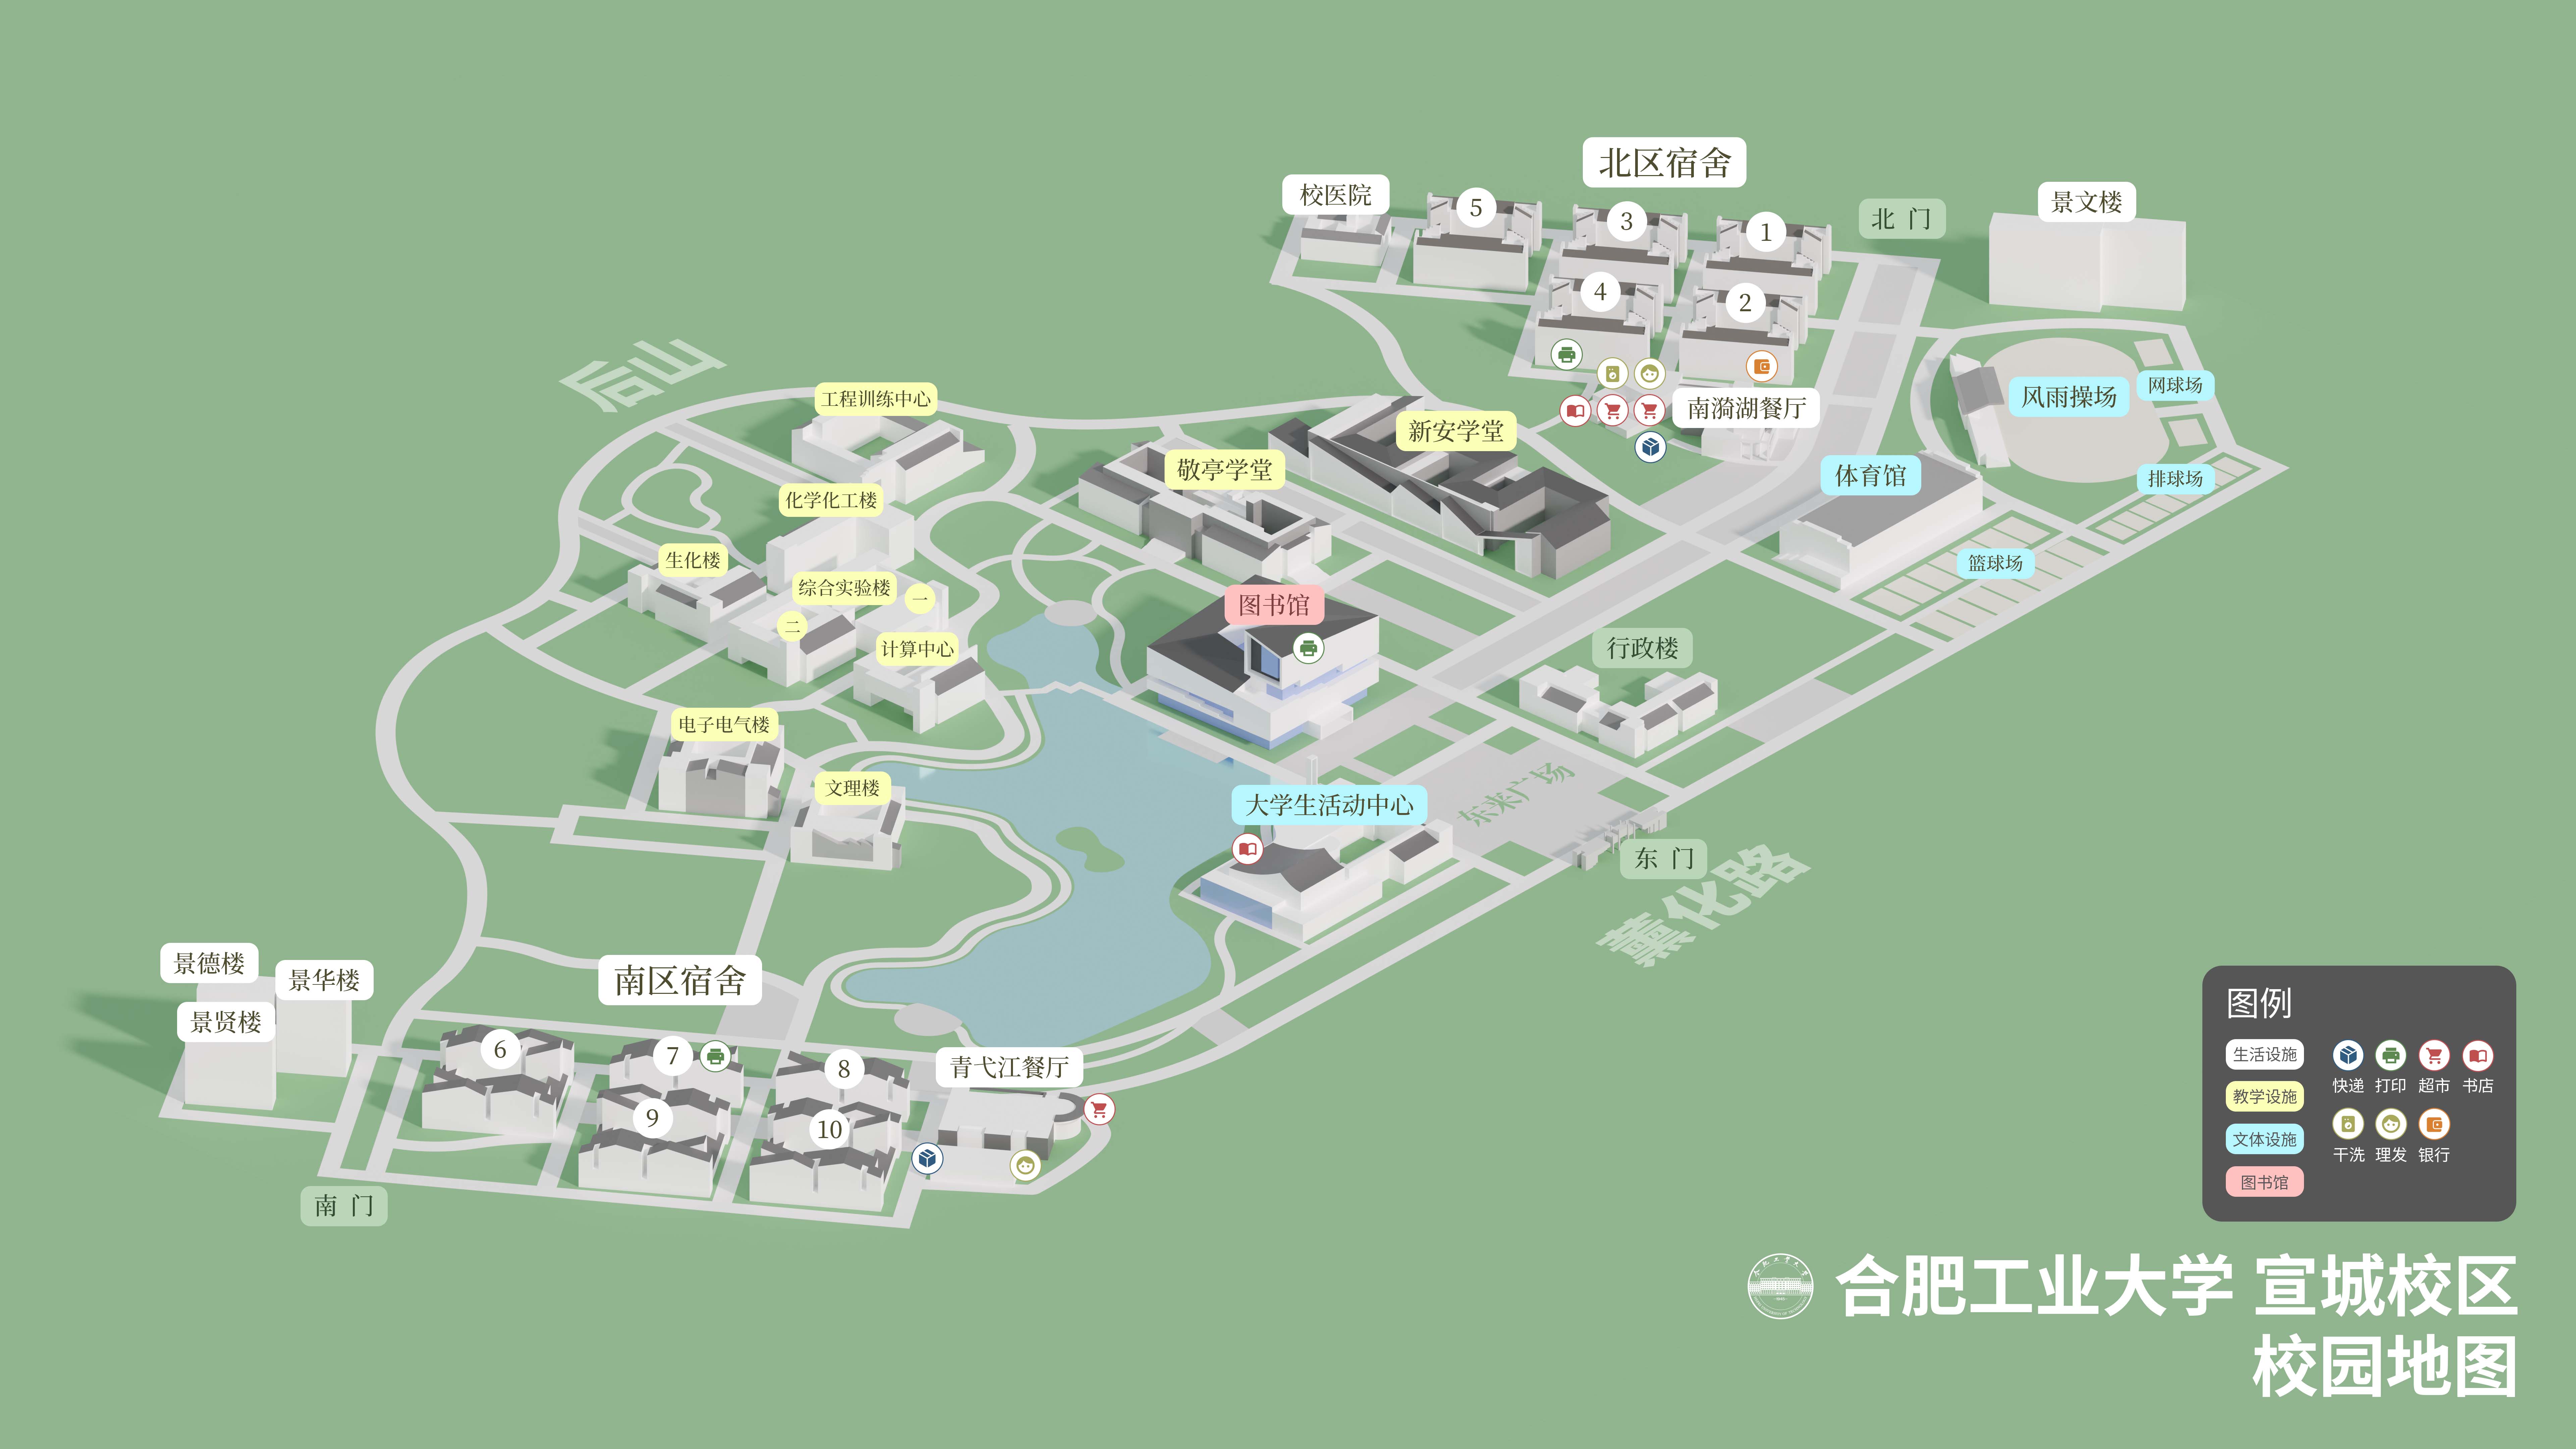 北区宿舍
校医院
5
3
1
北 门
景文楼
4
2
后山
工程训练中心
南漪湖餐厅
风雨操场
网球场
新安学堂
敬亭学堂
体育馆
排球场
化学化工楼
生化楼
综合实验楼
一
二
篮球场
图书馆
计算中心
行政楼
电子电气楼
文理楼
大学生活动中心
东来广场
东 门
薰化路
景德楼
景华楼
景贤楼
南区宿舍
6
7
8
9
10
青弋江餐厅
南 门
图例
生活设施
教学设施
文体设施
图书馆
快递 打印 超市 书店
干洗 理发 银行
合肥工业大学 宣城校区
校园地图